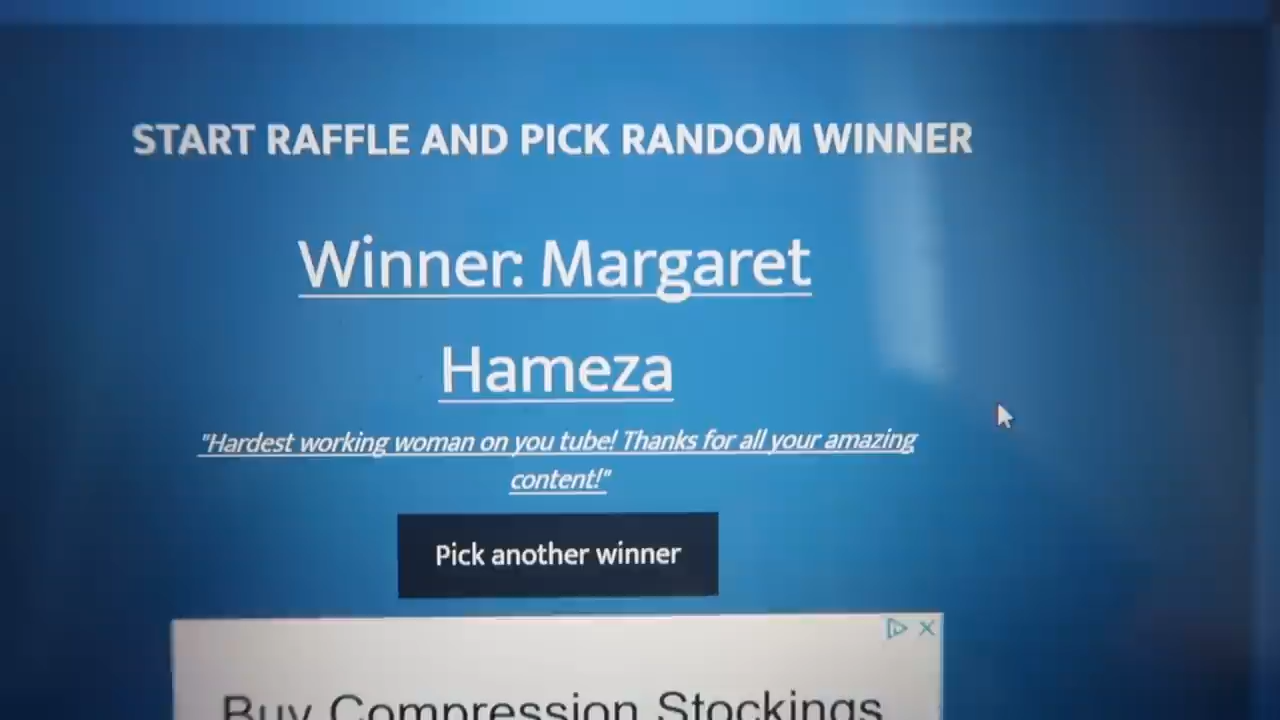 START RAFFLE AND PICK RANDOM WINNER
Winner: Margaret
Hameza
"Hardest working woman on you tube! Thanks for all your amazing
content!"
Pick another winner
Buy Compression Stockings